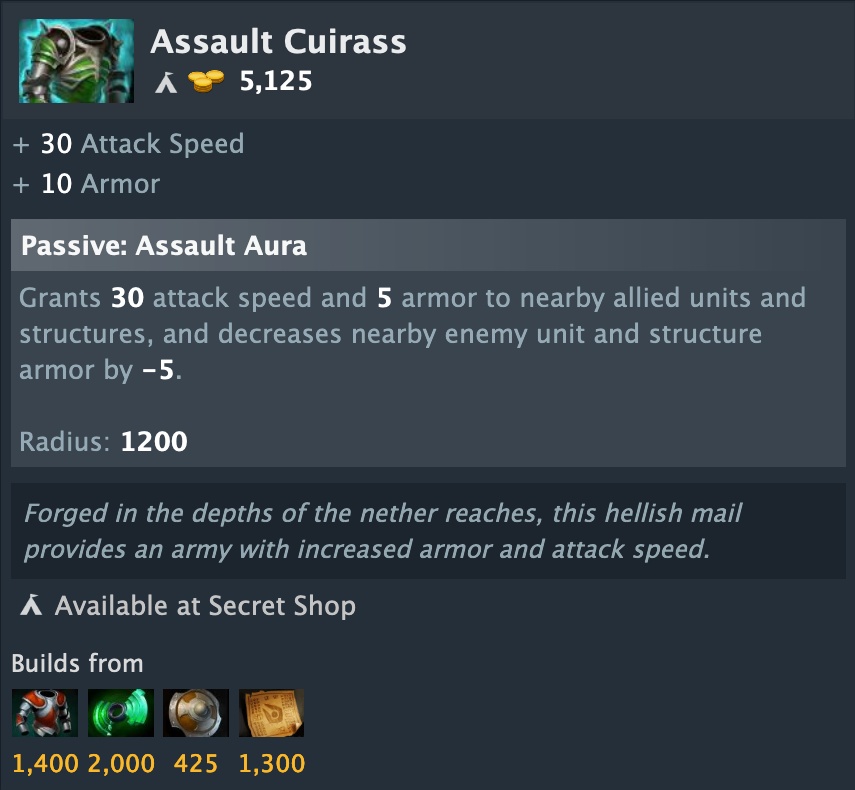 Assault Cuirass
5,125
+ 30 Attack Speed
+ 10 Armor
Passive: Assault Aura
Grants 30 attack speed and 5 armor to nearby allied units and
structures, and decreases nearby enemy unit and structure
armor by -5.
Radius: 1200
Forged in the depths of the nether reaches, this hellish mail
provides an army with increased armor and attack speed.
Available at Secret Shop
Builds from
1,400 2,000 425 1,300